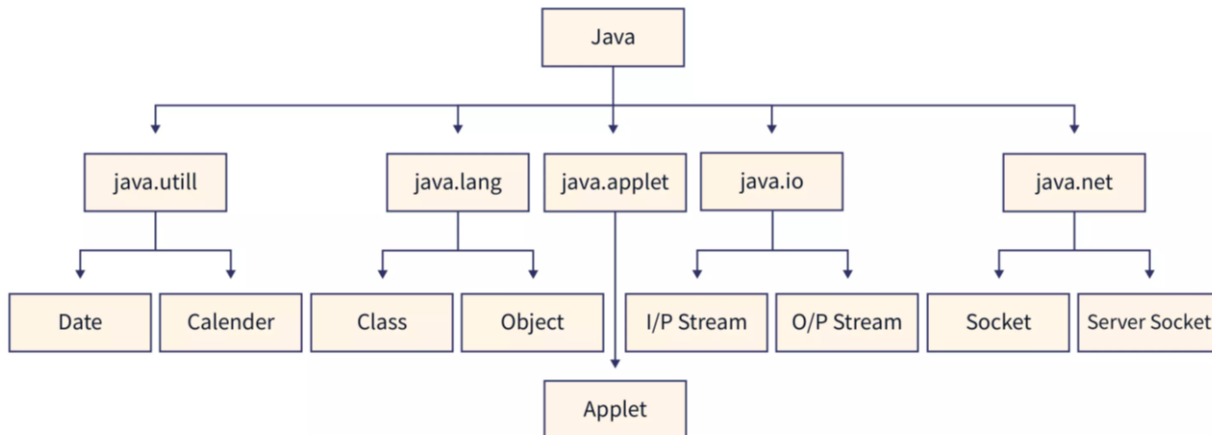 Java
java.utill
java.lang
java.applet
java.io
java.net
Date
Calender
Class
Object
I/P Stream
O/P Stream
Socket
Server Socket
Applet